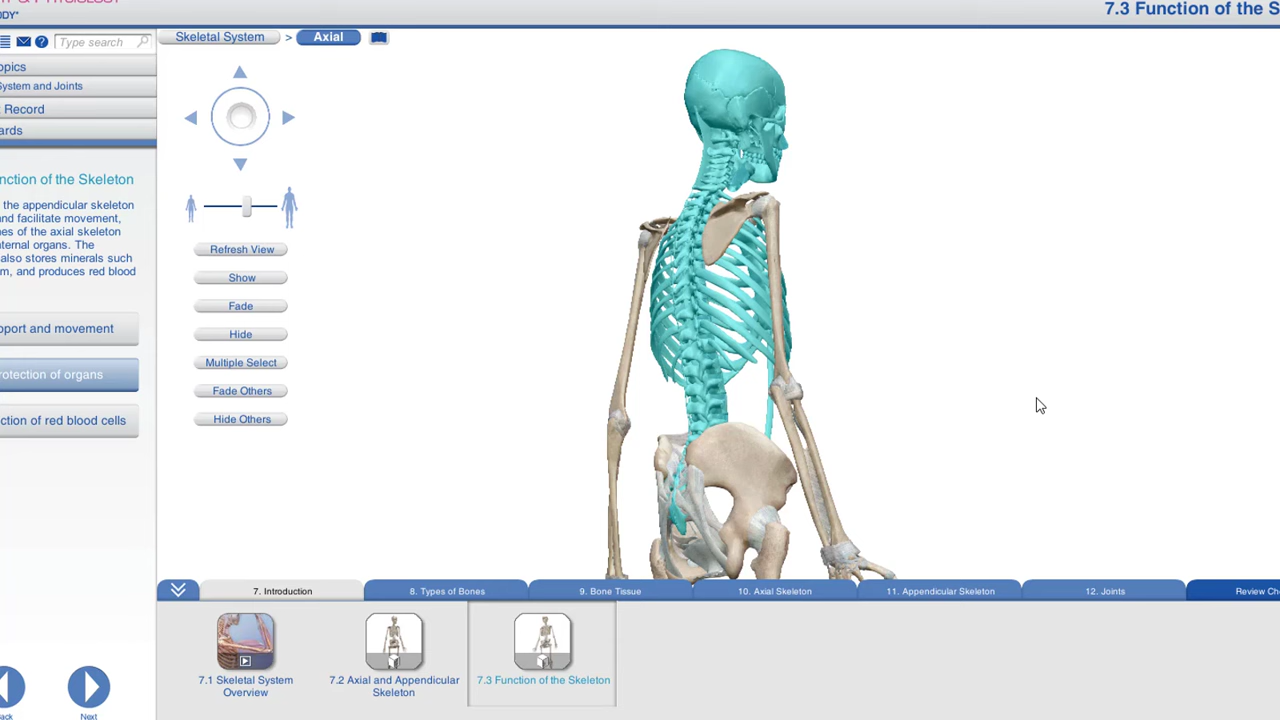 7.3 Function of the S
BODY*
Type search
Skeletal System > Axial
opics
System and Joints
t Record
ards
nction of the Skeleton
the appendicular skeleton
and facilitate movement,
nes of the axial skeleton
nternal organs. The
also stores minerals such
m, and produces red blood
pport and movement
rotection of organs
ction of red blood cells
Refresh View
Show
Fade
Hide
Multiple Select
Fade Others
Hide Others
7. Introduction
8. Types of Bones
9. Bone Tissue
10. Axial Skeleton
11. Appendicular Skeleton
12. Joints
Review Ch
7.1 Skeletal System
Overview
7.2 Axial and Appendicular
Skeleton
7.3 Function of the Skeleton
Back
Next